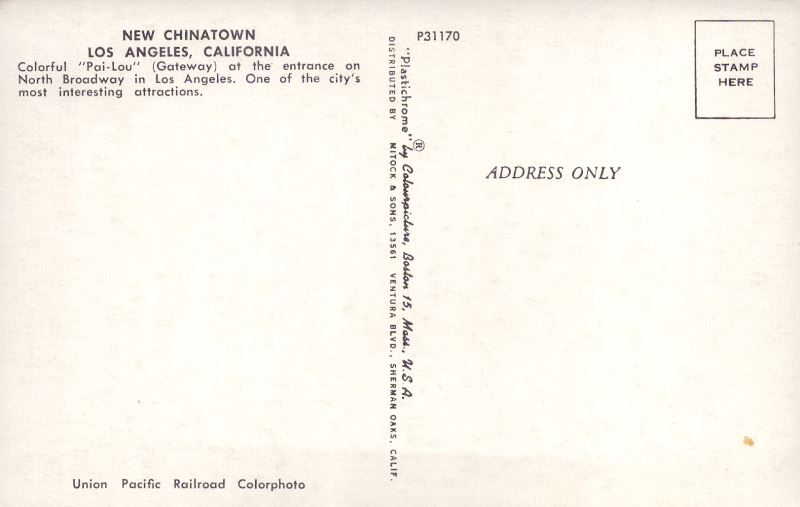 NEW CHINATOWN
LOS ANGELES, CALIFORNIA
Colorful "Pai-Lou" (Gateway) at the entrance on
North Broadway in Los Angeles. One of the city's
most interesting attractions.
Union Pacific Railroad Colorphoto
DISTRIBUTED BY MITOCK & SONS, 13561 VENTURA BLVD., SHERMAN OAKS, CALIF.
"Plastichrome"® by Colourpicture, Boston 15, Mass., U.S.A.
P31170
PLACE
STAMP
HERE
ADDRESS ONLY